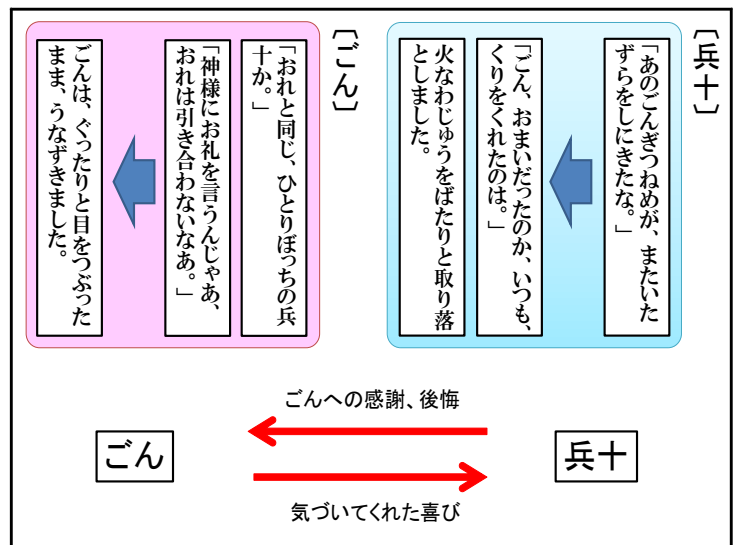 〔兵十〕
「あのごんぎつねめが、またいた
ずらをしにきたな。」
「ごん、おまいだったのか、いつも、
くりをくれたのは。」
火なわじゅうをばたりと取り落
としました。
〔ごん〕
「おれと同じ、ひとりぼっちの兵
十か。」
「神様にお礼を言うんじゃあ、
おれは引き合わないなあ。」
ごんは、ぐったりと目をつぶった
まま、うなずきました。
ごんへの感謝、後悔
ごん
兵十
気づいてくれた喜び